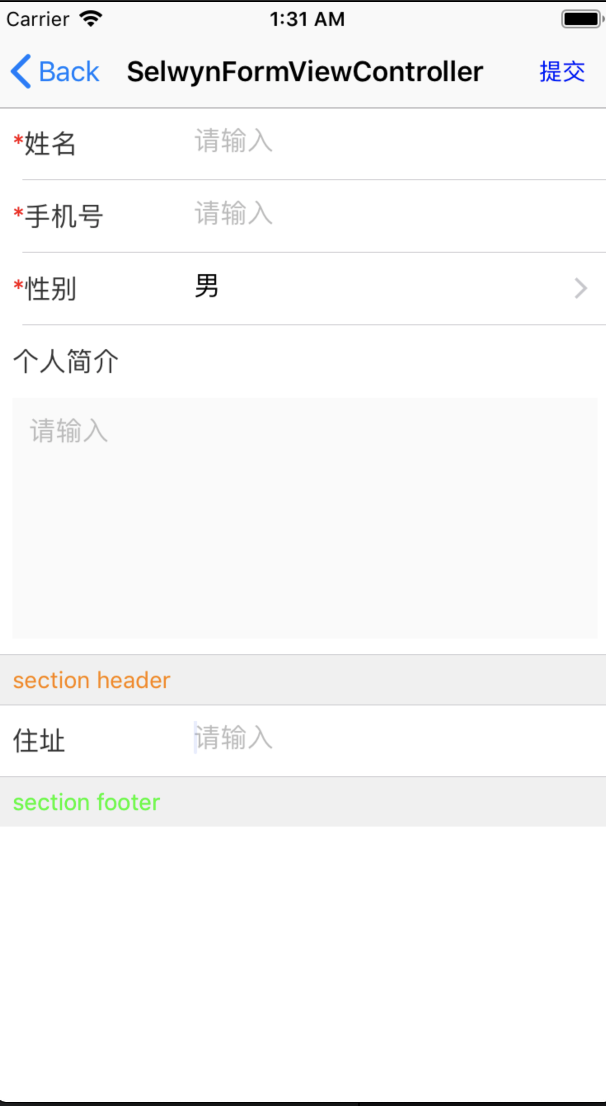 Carrier 1:31 AM
Back SelwynFormViewController 提交
*姓名 请输入
*手机号 请输入
*性别 男
个人简介
请输入
section header
住址 请输入
section footer